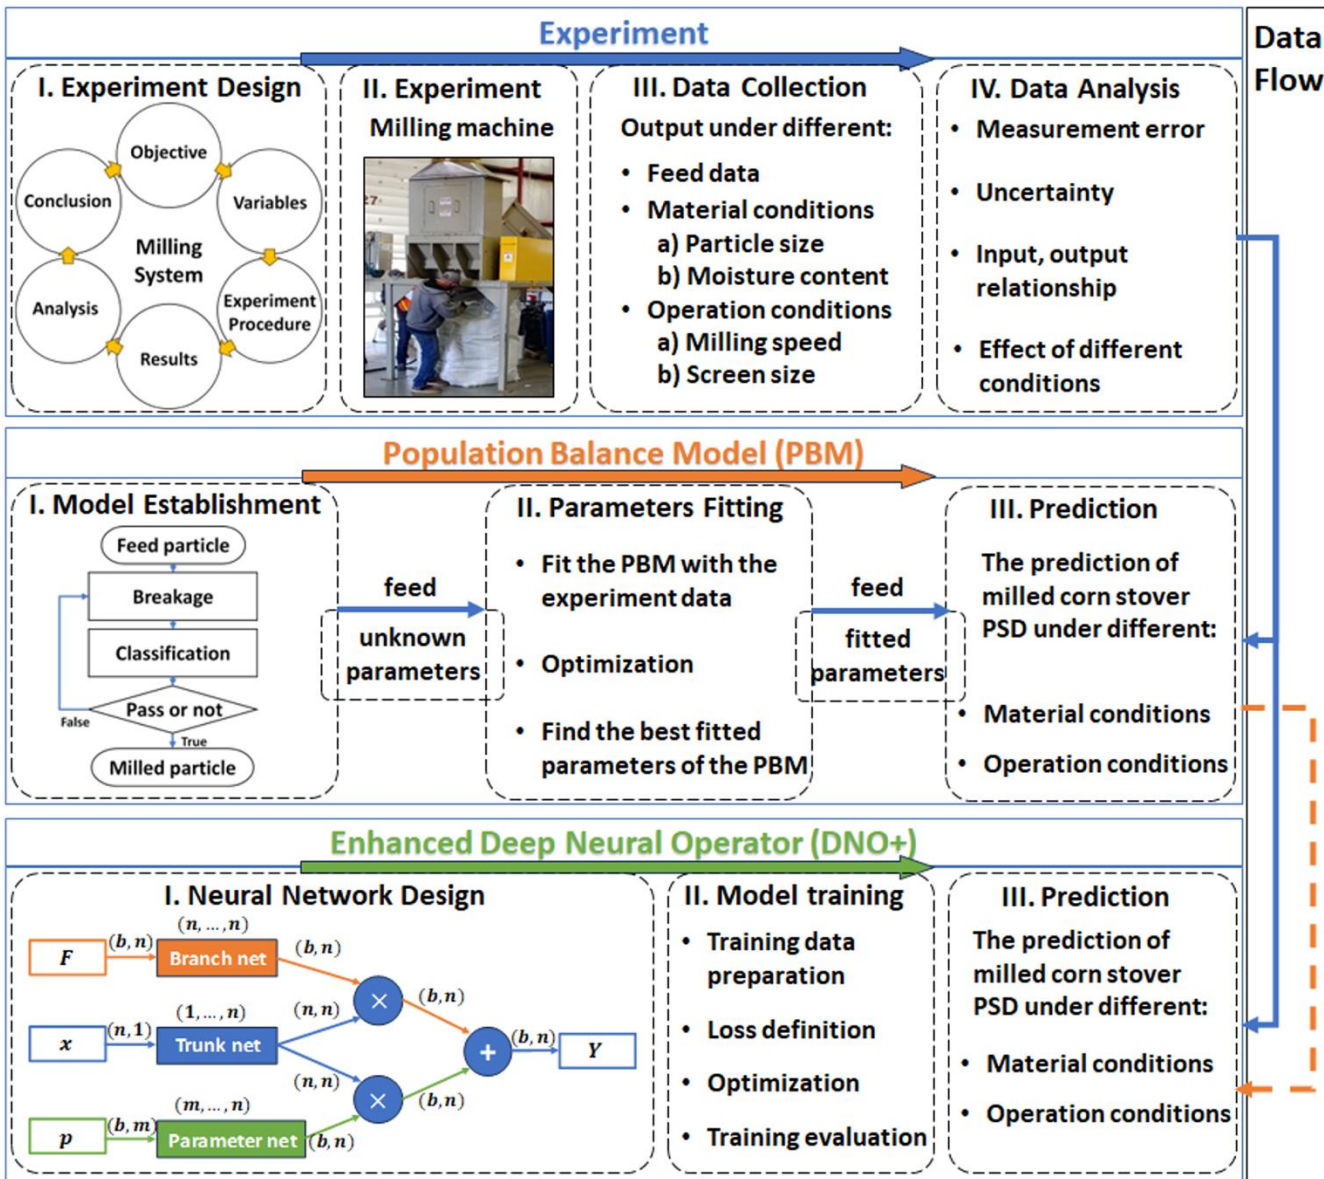 Experiment
Data
Flow
I. Experiment Design
Objective
Conclusion
Variables
Milling
System
Analysis
Experiment
Procedure
Results
II. Experiment
Milling machine
27
III. Data Collection
Output under different:
• Feed data
• Material conditions
a) Particle size
b) Moisture content
• Operation conditions
a) Milling speed
b) Screen size
IV. Data Analysis
• Measurement error
• Uncertainty
• Input, output
relationship
• Effect of different
conditions
Population Balance Model (PBM)
I. Model Establishment
Feed particle
Breakage
Classification
Pass or not
False
True
Milled particle
feed
unknown
parameters
II. Parameters Fitting
• Fit the PBM with the
experiment data
• Optimization
• Find the best fitted
parameters of the PBM
feed
fitted
parameters
III. Prediction
The prediction of
milled corn stover
PSD under different:
• Material conditions
• Operation conditions
Enhanced Deep Neural Operator (DNO+)
I. Neural Network Design
(n, ..., n)
F (b, n) Branch net (b, n)
× (b, n)
(1, ..., n) (n, n)
x (n, 1) Trunk net + (b, n) Y
(n, n)
× (b, n)
(m, ..., n)
p (b, m) Parameter net (b, n)
II. Model training
• Training data
preparation
• Loss definition
• Optimization
• Training evaluation
III. Prediction
The prediction of
milled corn stover
PSD under different:
• Material conditions
• Operation conditions